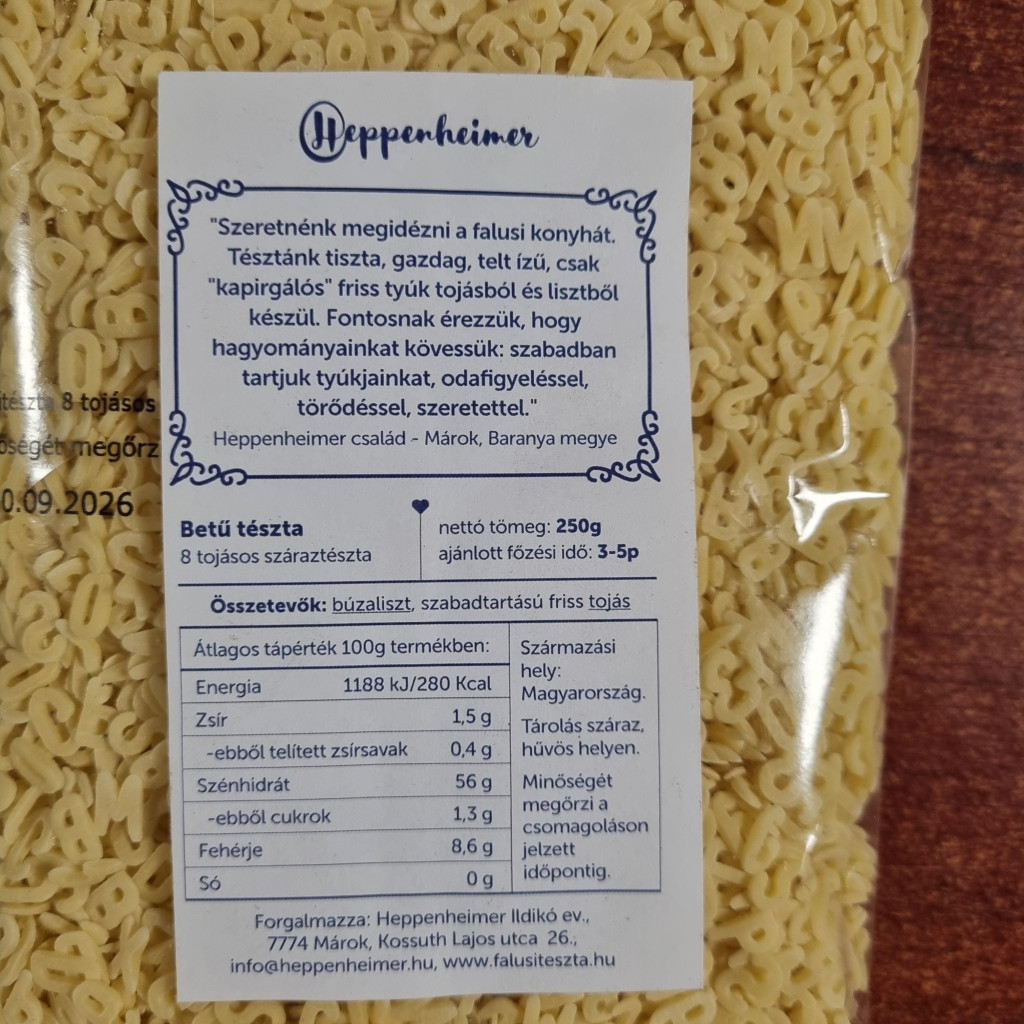 Heppenheimer
"Szeretnénk megidézni a falusi konyhát.
Tésztánk tiszta, gazdag, telt ízű, csak
"kapirgálós" friss tyúk tojásból és lisztből
készül. Fontosnak érezzük, hogy
hagyományainkat kövessük: szabadban
tartjuk tyúkjainkat, odafigyeléssel,
törődéssel, szeretettel."
Heppenheimer család - Márok, Baranya megye
8 tojásos
megőrz
0.09.2026
Betű tészta
8 tojásos száraztészta
nettó tömeg: 250g
ajánlott főzési idő: 3-5p
Összetevők: búzaliszt, szabadtartású friss tojás
Átlagos tápérték 100g termékben:
Energia 1188 kJ/280 Kcal
Zsír 1,5 g
-ebből telített zsírsavak 0,4 g
Szénhidrát 56 g
-ebből cukrok 1,3 g
Fehérje 8,6 g
Só 0 g
Származási
hely:
Magyarország.
Tárolás száraz,
hűvös helyen.
Minőségét
megőrzi a
csomagoláson
jelzett
időpontig.
Forgalmazza: Heppenheimer Ildikó ev.,
7774 Márok, Kossuth Lajos utca 26.,
info@heppenheimer.hu, www.falusiteszta.hu